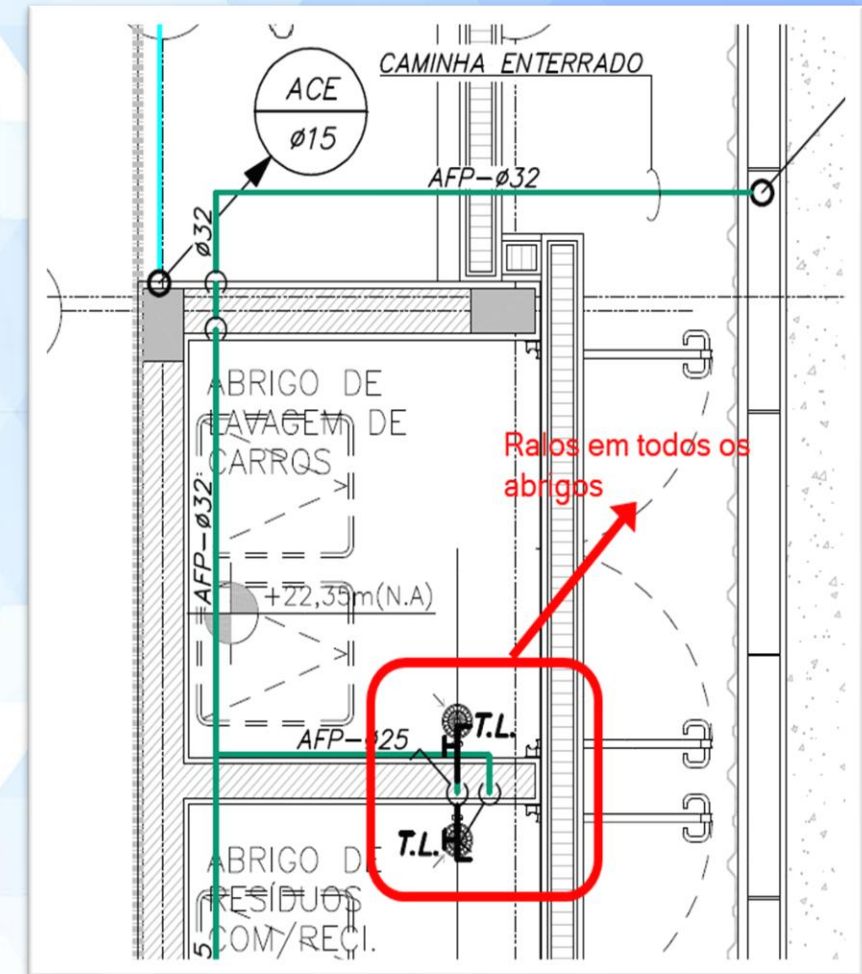 CAMINHA ENTERRADO
ACE
ø15
AFP-ø32
ø32
ABRIGO DE
LAVAGEM DE
CARROS
Ralos em todos os
abrigos
AFP-ø32
+22,35m(N.A)
T.L.
AFP-ø25
T.L.
ABRIGO DE
RESÍDUOS
COM/RECI.
5